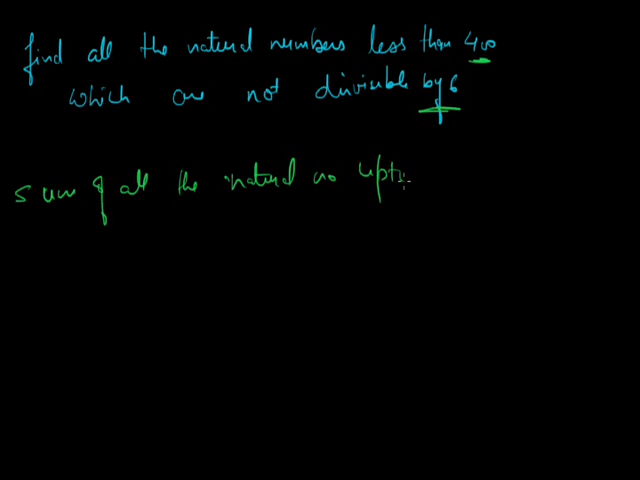 find all the natural numbers less than 400
which are not divisible by 6
sum of all the natural no upto